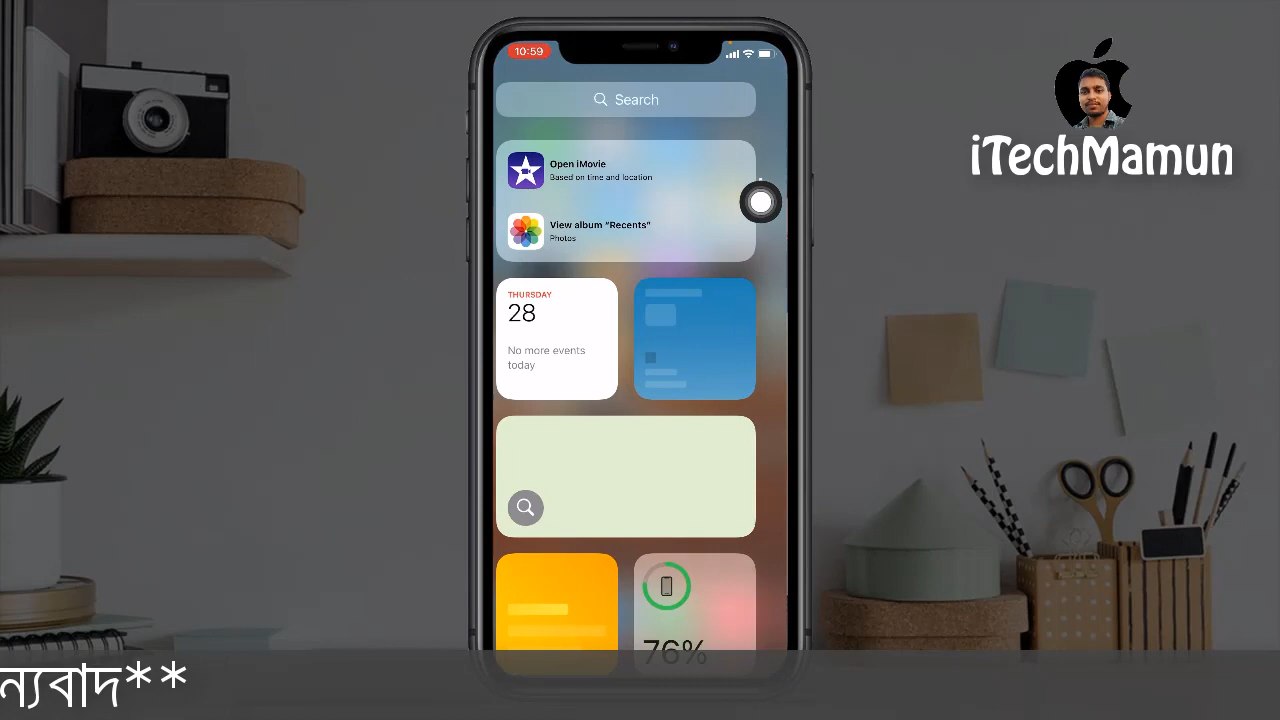 10:59
Search
Open iMovie
Based on time and location
View album “Recents”
Photos
THURSDAY
28
No more events
today
76%
iTechMamun
ন্যবাদ**